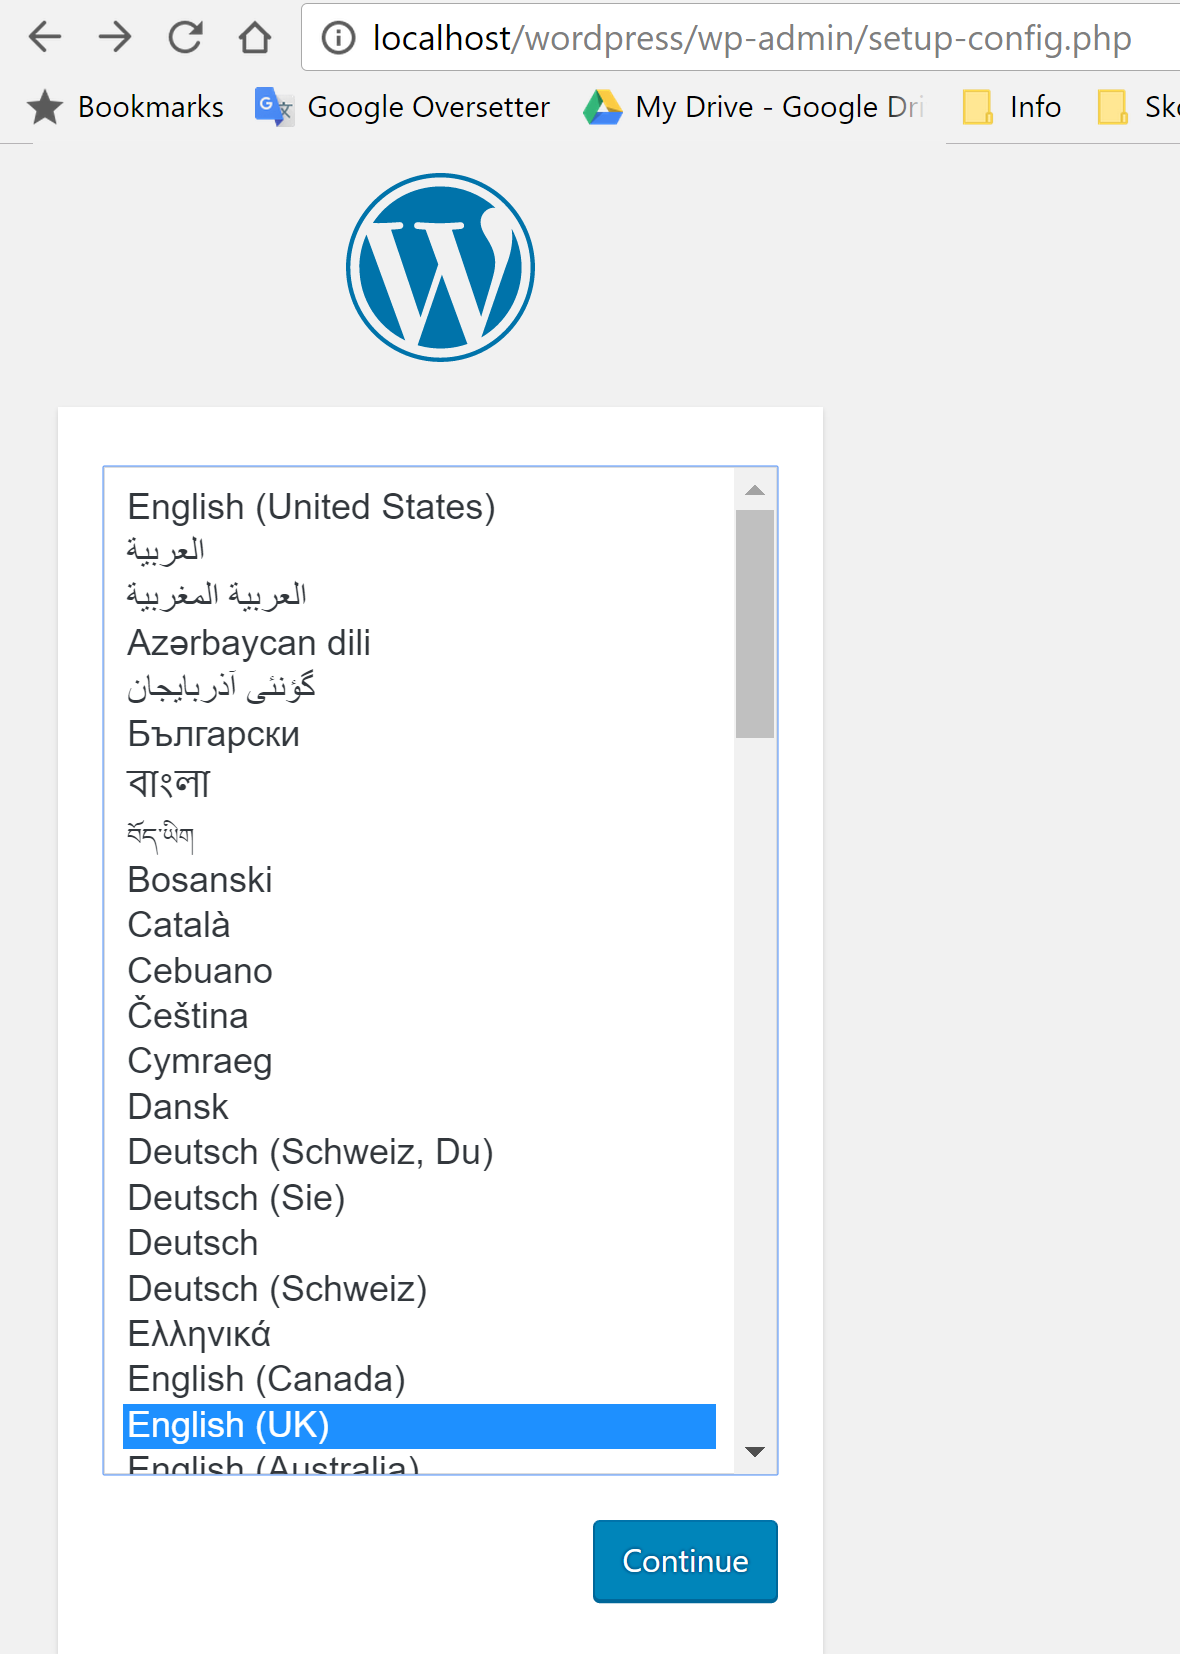 localhost/wordpress/wp-admin/setup-config.php
Bookmarks Google Oversetter My Drive - Google Dri Info Sk
English (United States)
العربية
العربية المغربية
Azərbaycan dili
گؤنئی آذربایجان
Български
বাংলা
བོད་ཡིག
Bosanski
Català
Cebuano
Čeština
Cymraeg
Dansk
Deutsch (Schweiz, Du)
Deutsch (Sie)
Deutsch
Deutsch (Schweiz)
Ελληνικά
English (Canada)
English (UK)
English (Australia)
Continue